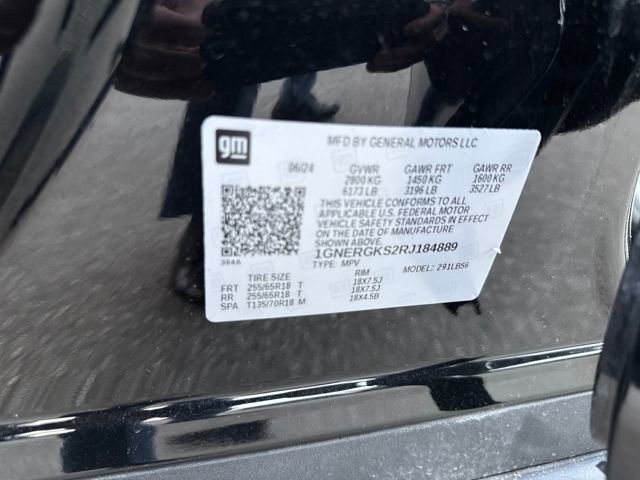 gm
MFD BY GENERAL MOTORS LLC
06/24 GVWR GAWR FRT GAWR RR
2800 KG 1450 KG 1600 KG
6173 LB 3196 LB 3527 LB
THIS VEHICLE CONFORMS TO ALL
APPLICABLE U.S. FEDERAL MOTOR
VEHICLE SAFETY STANDARDS IN EFFECT
ON THE DATE OF MANUFACTURE
SHOWN ABOVE.
1GNERGKS2RJ184889
384A TYPE: MPV MODEL: 291LB56
TIRE SIZE RIM
FRT 255/65R18 T 18X7.5J
RR 255/65R18 T 18X7.5J
SPA T135/70R18 M 18X4.5B